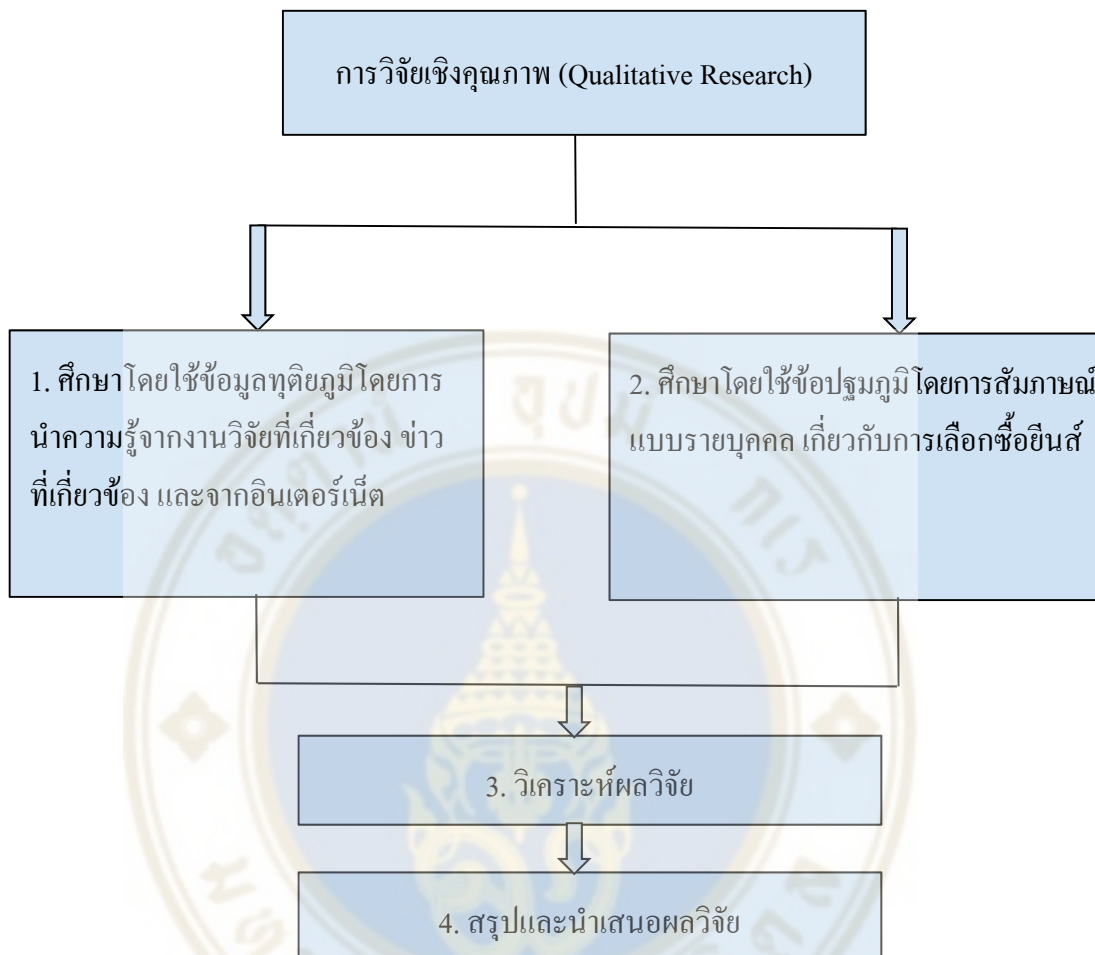 การวิจัยเชิงคุณภาพ (Qualitative Research)
1. ศึกษาโดยใช้ข้อมูลทุติยภูมิโดยการ
นำความรู้จากงานวิจัยที่เกี่ยวข้อง ข่าว
ที่เกี่ยวข้อง และจากอินเตอร์เน็ต
2. ศึกษาโดยใช้ข้อปฐมภูมิโดยการสัมภาษณ์
แบบรายบุคคล เกี่ยวกับการเลือกซื้อยีนส์
3. วิเคราะห์ผลวิจัย
4. สรุปและนำเสนอผลวิจัย